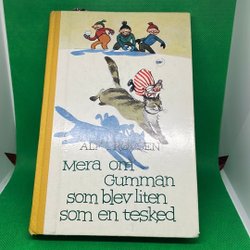 Mera om
Gumman
som blev liten
som en tesked